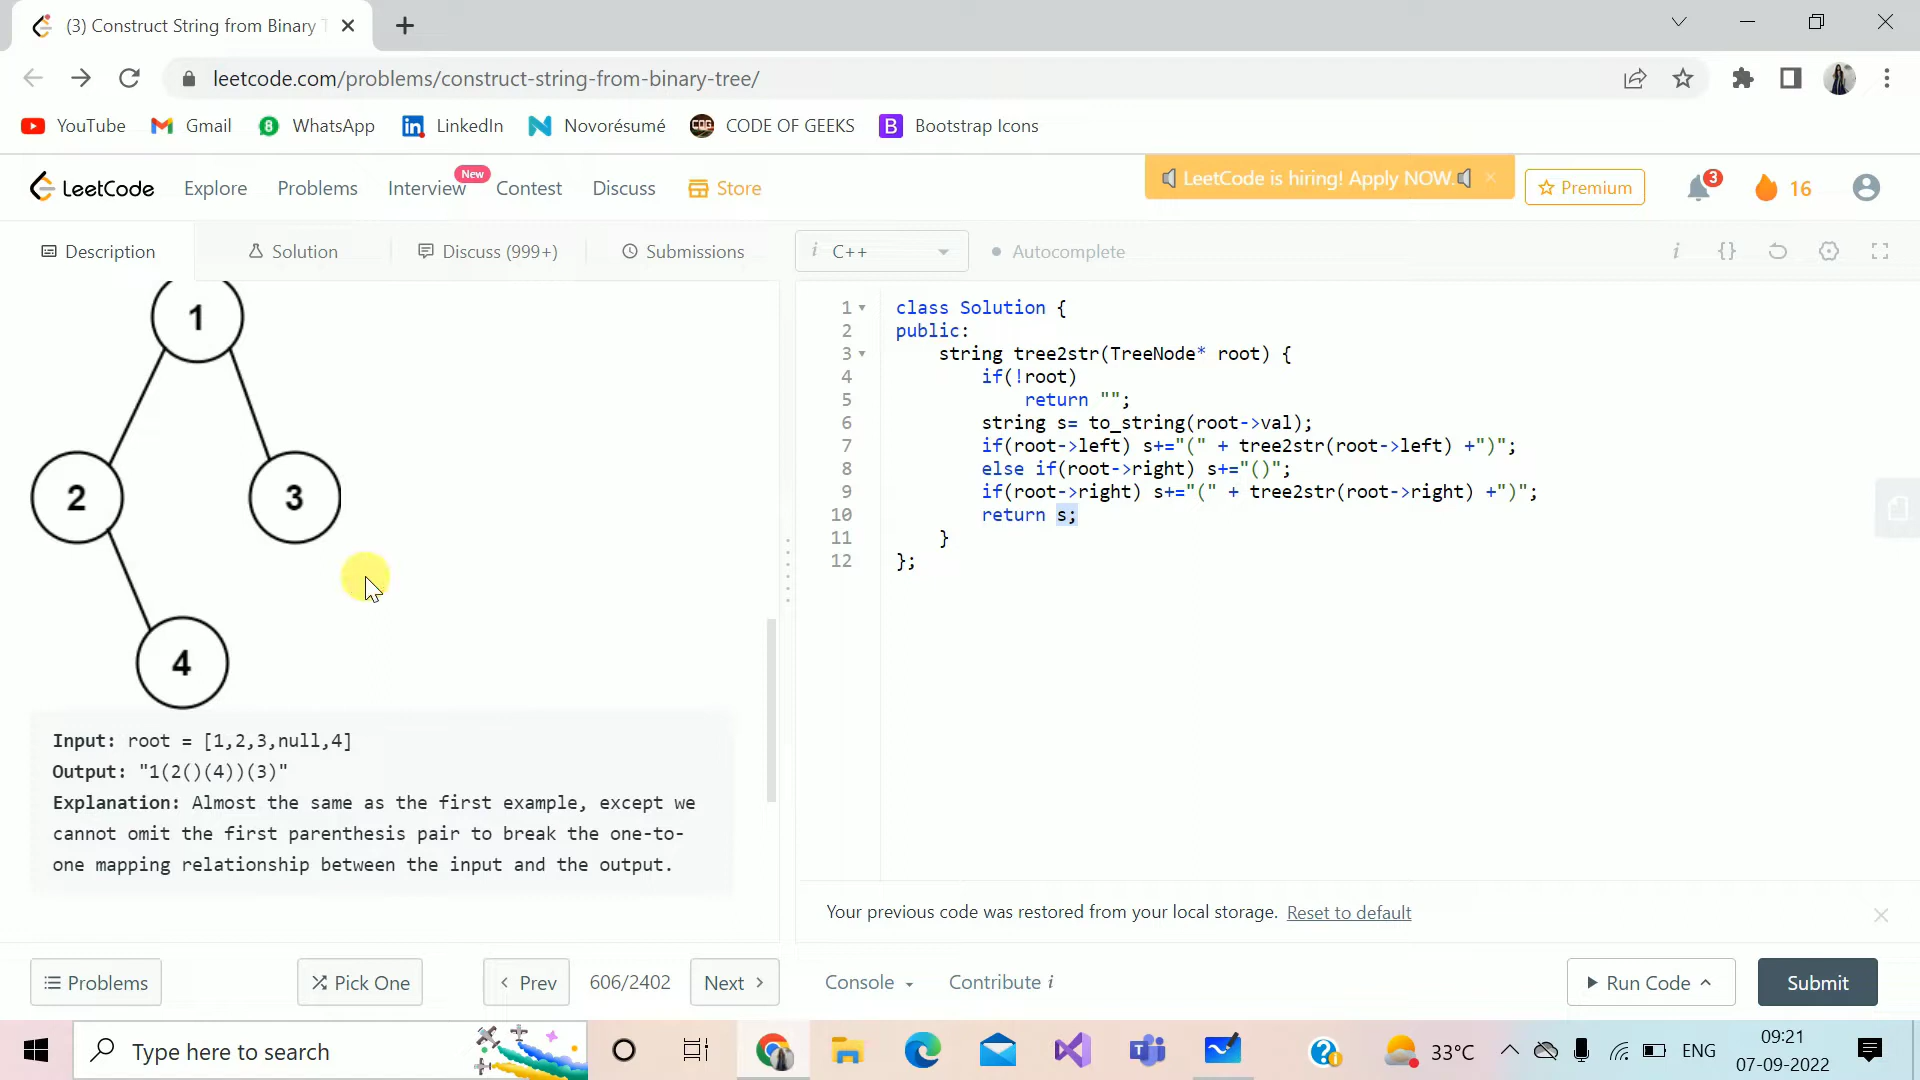 (3) Construct String from Binary T
leetcode.com/problems/construct-string-from-binary-tree/
YouTube
Gmail
WhatsApp
LinkedIn
Novorésumé
CODE OF GEEKS
Bootstrap Icons
LeetCode
Explore
Problems
Interview
New
Contest
Discuss
Store
LeetCode is hiring! Apply NOW.
Premium
3
16
Description
Solution
Discuss (999+)
Submissions
i C++
Autocomplete
1
2
3
4
Input: root = [1,2,3,null,4]
Output: "1(2()(4))(3)"
Explanation: Almost the same as the first example, except we
cannot omit the first parenthesis pair to break the one-to-
one mapping relationship between the input and the output.
1 class Solution {
2 public:
3 string tree2str(TreeNode* root) {
4 if(!root)
5 return "";
6 string s= to_string(root->val);
7 if(root->left) s+="(" + tree2str(root->left) +")";
8 else if(root->right) s+="()";
9 if(root->right) s+="(" + tree2str(root->right) +")";
10 return s;
11 }
12 };
Your previous code was restored from your local storage. Reset to default
Problems
Pick One
Prev
606/2402
Next
Console
Contribute i
Run Code
Submit
Type here to search
33°C
ENG
09:21
07-09-2022